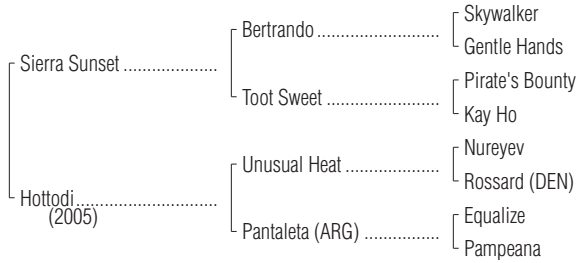 Skywalker
Bertrando ....................
Gentle Hands
Sierra Sunset ................
Pirate's Bounty
Toot Sweet ...................
Kay Ho
Nureyev
Unusual Heat ................
Rossard (DEN)
Hottodi........................
(2005)
Equalize
Pantaleta (ARG) .............
Pampeana